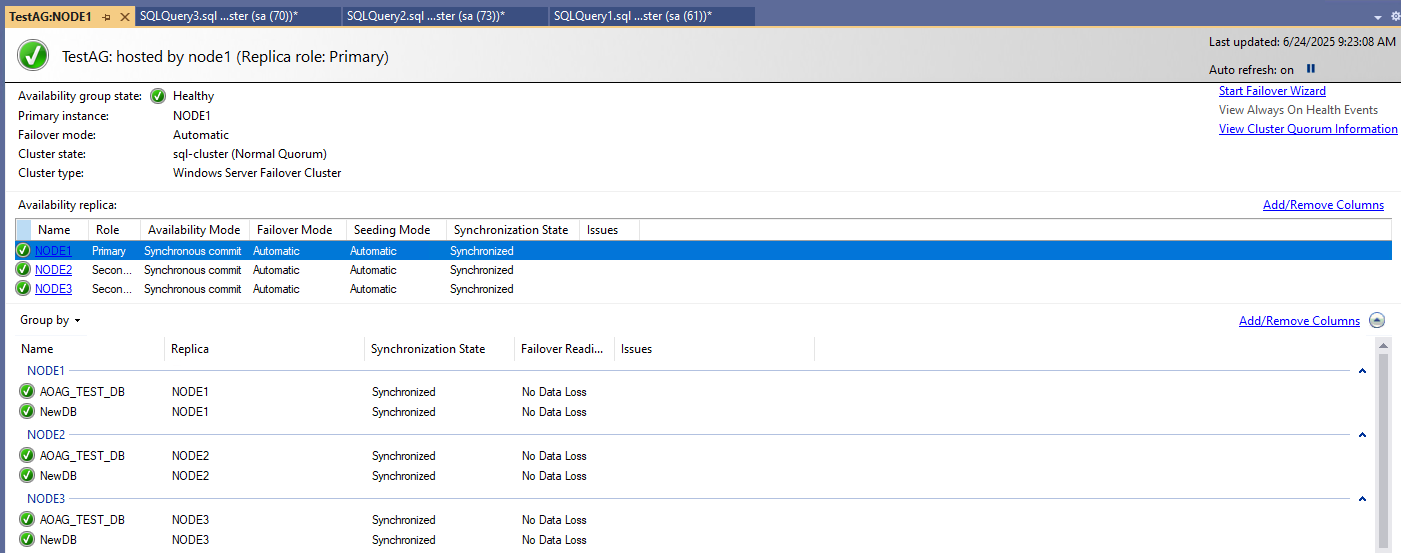 TestAG:NODE1 SQLQuery3.sql ...ster (sa (70))* SQLQuery2.sql ...ster (sa (73))* SQLQuery1.sql ...ster (sa (61))*
TestAG: hosted by node1 (Replica role: Primary)
Last updated: 6/24/2025 9:23:08 AM
Auto refresh: on
Start Failover Wizard
View Always On Health Events
View Cluster Quorum Information
Availability group state: Healthy
Primary instance: NODE1
Failover mode: Automatic
Cluster state: sql-cluster (Normal Quorum)
Cluster type: Windows Server Failover Cluster
Availability replica: Add/Remove Columns
Name Role Availability Mode Failover Mode Seeding Mode Synchronization State Issues
NODE1 Primary Synchronous commit Automatic Automatic Synchronized
NODE2 Secon... Synchronous commit Automatic Automatic Synchronized
NODE3 Secon... Synchronous commit Automatic Automatic Synchronized
Group by Add/Remove Columns
Name Replica Synchronization State Failover Readi... Issues
NODE1
AOAG_TEST_DB NODE1 Synchronized No Data Loss
NewDB NODE1 Synchronized No Data Loss
NODE2
AOAG_TEST_DB NODE2 Synchronized No Data Loss
NewDB NODE2 Synchronized No Data Loss
NODE3
AOAG_TEST_DB NODE3 Synchronized No Data Loss
NewDB NODE3 Synchronized No Data Loss